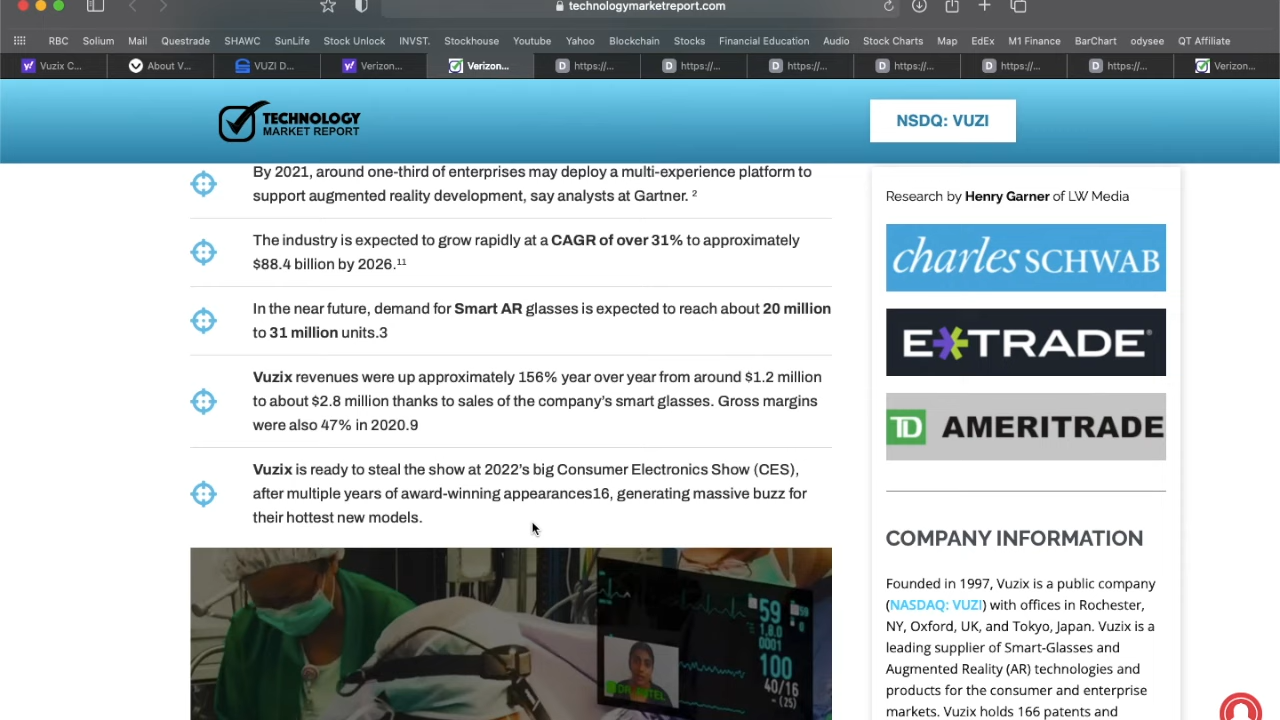 technologymarketreport.com
RBC Solium Mail Questrade SHAWC SunLife Stock Unlock INVST. Stockhouse Youtube Yahoo Blockchain Stocks Financial Education Audio Stock Charts Map EdEx M1 Finance BarChart odysee QT Affiliate
Vuzix C... About V... VUZI D... Verizon... Verizon... https://... https://... https://... https://... https://... https://... Verizon...
TECHNOLOGY
MARKET REPORT
NSDQ: VUZI
By 2021, around one-third of enterprises may deploy a multi-experience platform to
support augmented reality development, say analysts at Gartner. ²
The industry is expected to grow rapidly at a CAGR of over 31% to approximately
$88.4 billion by 2026.¹¹
In the near future, demand for Smart AR glasses is expected to reach about 20 million
to 31 million units.3
Vuzix revenues were up approximately 156% year over year from around $1.2 million
to about $2.8 million thanks to sales of the company's smart glasses. Gross margins
were also 47% in 2020.9
Vuzix is ready to steal the show at 2022's big Consumer Electronics Show (CES),
after multiple years of award-winning appearances16, generating massive buzz for
their hottest new models.
59
1,8.0
0001
100
40/16
(25)
Research by Henry Garner of LW Media
charles SCHWAB
E*TRADE
TD AMERITRADE
COMPANY INFORMATION
Founded in 1997, Vuzix is a public company
(NASDAQ: VUZI) with offices in Rochester,
NY, Oxford, UK, and Tokyo, Japan. Vuzix is a
leading supplier of Smart-Glasses and
Augmented Reality (AR) technologies and
products for the consumer and enterprise
markets. Vuzix holds 166 patents and